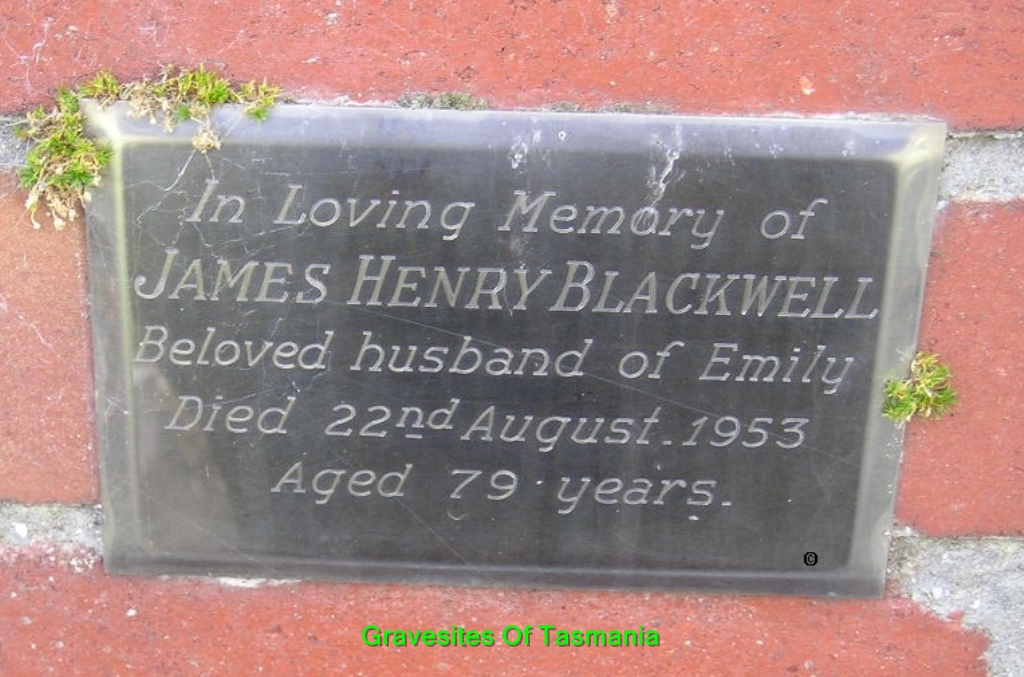 In Loving Memory of
JAMES HENRY BLACKWELL
Beloved husband of Emily
Died 22nd August. 1953
Aged 79 years.
©
Gravesites Of Tasmania